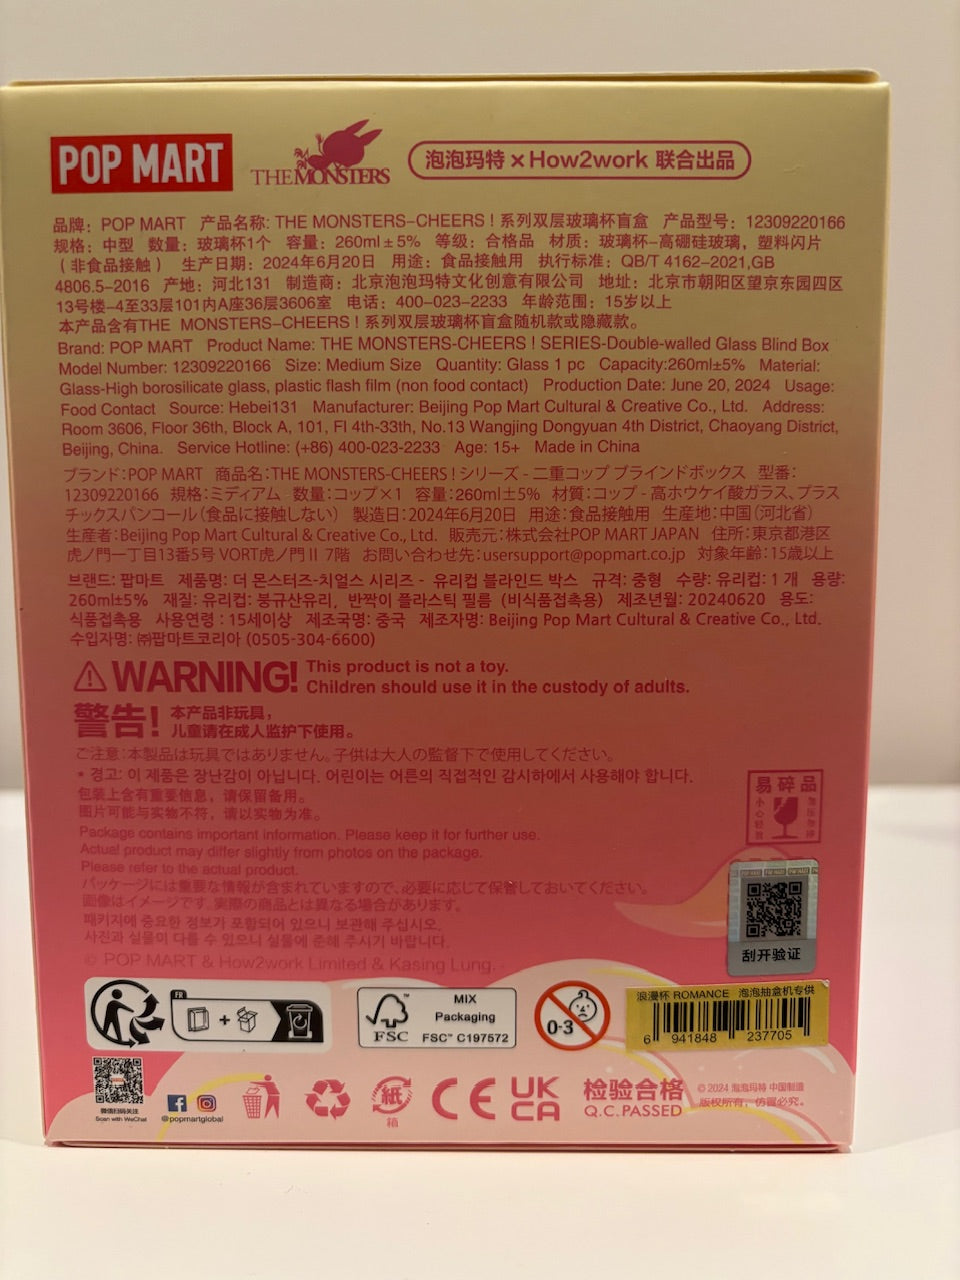 POP MART
THE MONSTERS
泡泡玛特 × How2work 联合出品
品牌：POP MART 产品名称：THE MONSTERS-CHEERS！系列双层玻璃杯盲盒 产品型号：12309220166
规格：中型 数量：玻璃杯1个 容量：260ml±5% 等级：合格品 材质：玻璃杯-高硼硅玻璃，塑料闪片
（非食品接触） 生产日期：2024年6月20日 用途：食品接触用 执行标准：QB/T 4162-2021,GB
4806.5-2016 产地：河北131 制造商：北京泡泡玛特文化创意有限公司 地址：北京市朝阳区望京东园四区
13号楼-4至33层101内A座36层3606室 电话：400-023-2233 年龄范围：15岁以上
本产品含有THE MONSTERS-CHEERS！系列双层玻璃杯盲盒随机款或隐藏款。
Brand: POP MART Product Name: THE MONSTERS-CHEERS ! SERIES-Double-walled Glass Blind Box
Model Number: 12309220166 Size: Medium Size Quantity: Glass 1 pc Capacity:260ml±5% Material:
Glass-High borosilicate glass, plastic flash film (non food contact) Production Date: June 20, 2024 Usage:
Food Contact Source: Hebei131 Manufacturer: Beijing Pop Mart Cultural & Creative Co., Ltd. Address:
Room 3606, Floor 36th, Block A, 101, Fl 4th-33th, No.13 Wangjing Dongyuan 4th District, Chaoyang District,
Beijing, China. Service Hotline: (+86) 400-023-2233 Age: 15+ Made in China
ブランド：POP MART 商品名：THE MONSTERS-CHEERS！シリーズ - 二重コップ ブラインドボックス 型番：
12309220166 規格：ミディアム 数量：コップ×1 容量：260ml±5% 材質：コップ - 高ホウケイ酸ガラス、プラス
チックスパンコール（食品に接触しない） 製造日：2024年6月20日 用途：食品接触用 生産地：中国（河北省）
生産者：Beijing Pop Mart Cultural & Creative Co., Ltd. 販売元：株式会社POP MART JAPAN 住所：東京都港区
虎ノ門一丁目13番5号 VORT虎ノ門Ⅱ 7階 お問い合わせ先：usersupport@popmart.co.jp 対象年齢：15歳以上
브랜드: 팝마트 제품명: 더 몬스터즈-치얼스 시리즈 - 유리컵 블라인드 박스 규격: 중형 수량: 유리컵: 1 개 용량:
260ml±5% 재질: 유리컵: 붕규산유리, 반짝이 플라스틱 필름 (비식품접촉용) 제조년월: 20240620 용도:
식품접촉용 사용연령 : 15세이상 제조국명: 중국 제조자명: Beijing Pop Mart Cultural & Creative Co., Ltd.
수입자명: ㈜팝마트코리아 (0505-304-6600)
WARNING! This product is not a toy.
Children should use it in the custody of adults.
警告! 本产品非玩具，
儿童请在成人监护下使用。
ご注意：本製品は玩具ではありません。子供は大人の監督下で使用してください。
* 경고: 이 제품은 장난감이 아닙니다. 어린이는 어른의 직접적인 감시하에서 사용해야 합니다.
包装上含有重要信息，请保留备用。
图片可能与实物不符，请以实物为准。
Package contains important information. Please keep it for further use.
Actual product may differ slightly from photos on the package.
Please refer to the actual product.
パッケージには重要な情報が含まれていますので、必要に応じて保管しておいてください。
画像はイメージです。実際の商品とは異なる場合があります。
패키지에 중요한 정보가 포함되어 있으니 보관해 주십시오.
사진과 실물이 다를 수 있으니 실물에 준해 주시기 바랍니다.
© POP MART & How2work Limited & Kasing Lung.
易碎品
小心轻放
刮开验证
FR
FSC
MIX
Packaging
FSC™ C197572
0-3
浪漫杯 ROMANCE 泡泡抽盒机专供
6 941848 237705
微信扫码关注
Scan with WeChat
@popmartglobal
紙
箱
CE
UK
CA
检验合格
Q.C.PASSED
© 2024 泡泡玛特 中国制造
版权所有，仿冒必究。